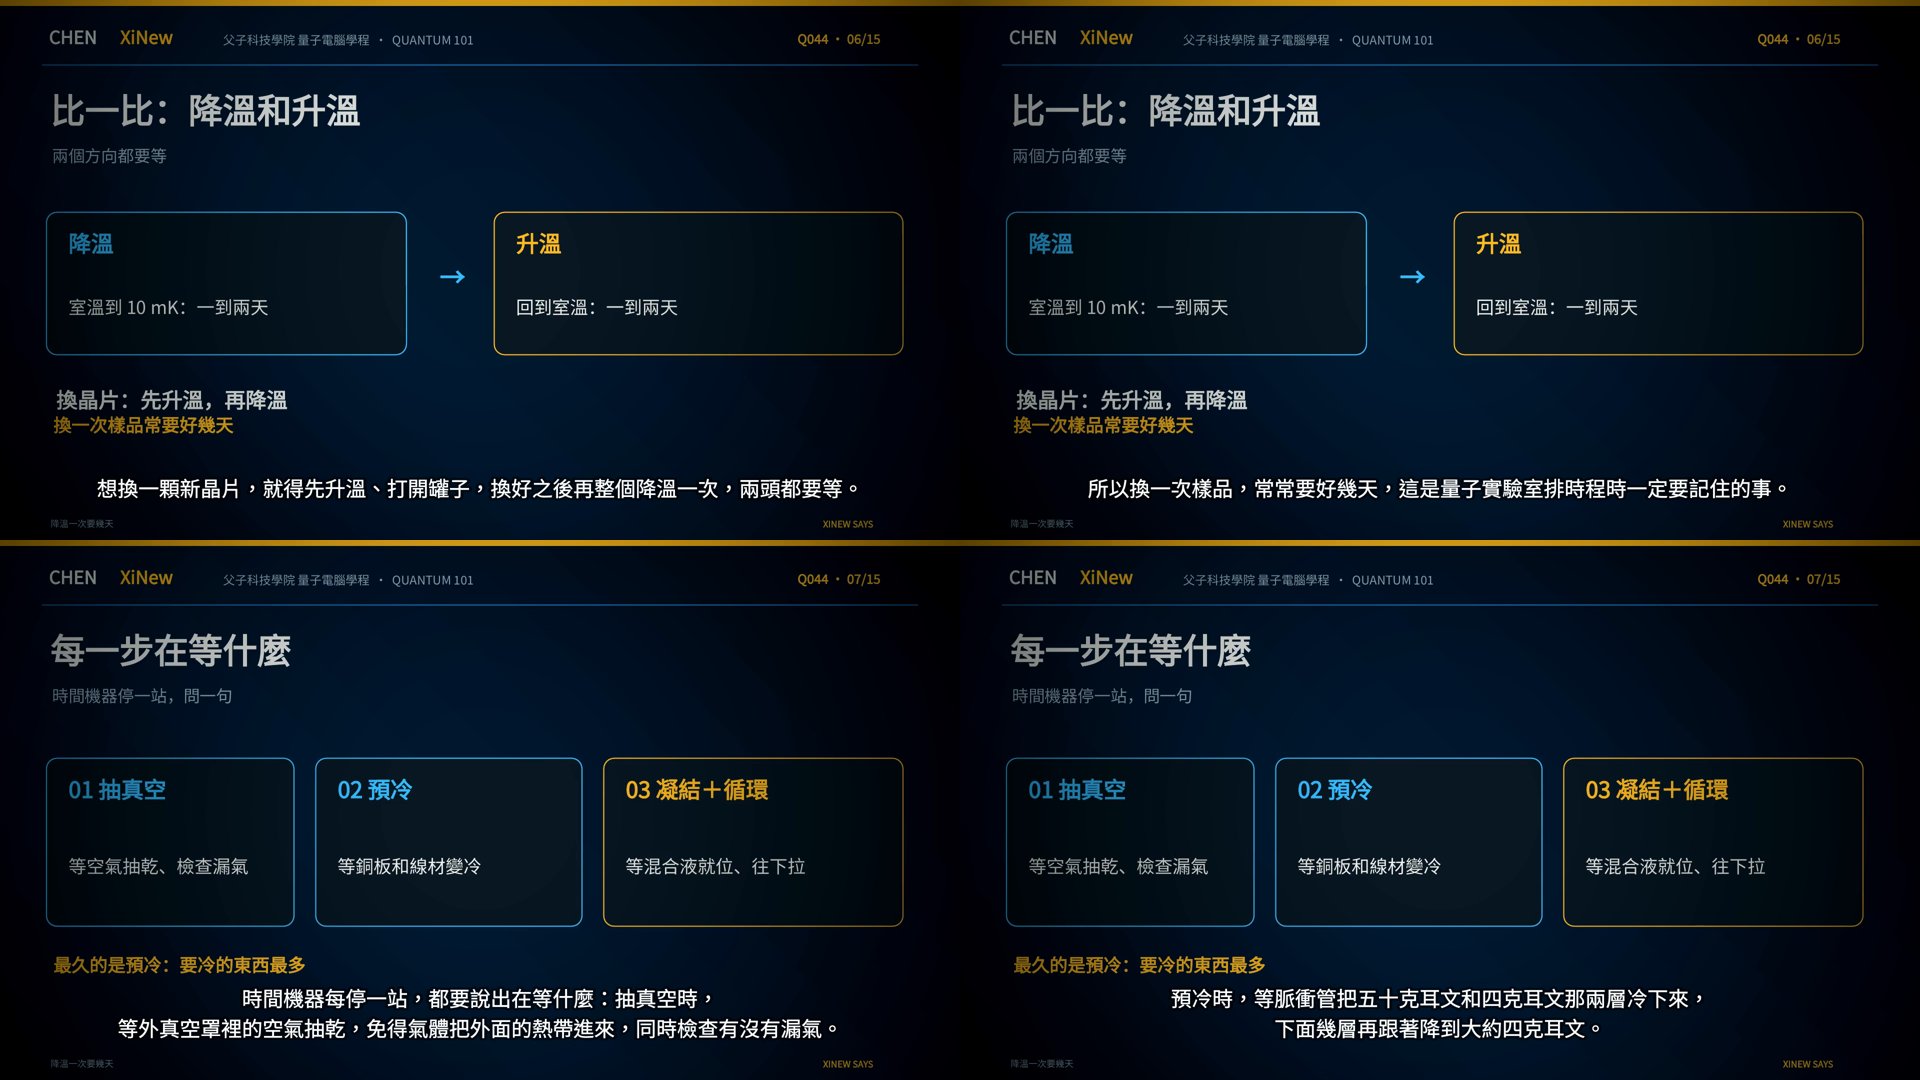 CHEN XiNew 父子科技學院 量子電腦學程 · QUANTUM 101 Q044 · 06/15
比一比：降溫和升溫
兩個方向都要等
降溫
室溫到 10 mK：一到兩天
→
升溫
回到室溫：一到兩天
換晶片：先升溫，再降溫
換一次樣品常要好幾天
想換一顆新晶片，就得先升溫、打開罐子，換好之後再整個降溫一次，兩頭都要等。
降溫一次要幾天 XINEW SAYS
CHEN XiNew 父子科技學院 量子電腦學程 · QUANTUM 101 Q044 · 06/15
比一比：降溫和升溫
兩個方向都要等
降溫
室溫到 10 mK：一到兩天
→
升溫
回到室溫：一到兩天
換晶片：先升溫，再降溫
換一次樣品常要好幾天
所以換一次樣品，常常要好幾天，這是量子實驗室排時程時一定要記住的事。
降溫一次要幾天 XINEW SAYS
CHEN XiNew 父子科技學院 量子電腦學程 · QUANTUM 101 Q044 · 07/15
每一步在等什麼
時間機器停一站，問一句
01 抽真空
等空氣抽乾、檢查漏氣
02 預冷
等銅板和線材變冷
03 凝結＋循環
等混合液就位、往下拉
最久的是預冷：要冷的東西最多
時間機器每停一站，都要說出在等什麼：抽真空時，
等外真空罩裡的空氣抽乾，免得氣體把外面的熱帶進來，同時檢查有沒有漏氣。
降溫一次要幾天 XINEW SAYS
CHEN XiNew 父子科技學院 量子電腦學程 · QUANTUM 101 Q044 · 07/15
每一步在等什麼
時間機器停一站，問一句
01 抽真空
等空氣抽乾、檢查漏氣
02 預冷
等銅板和線材變冷
03 凝結＋循環
等混合液就位、往下拉
最久的是預冷：要冷的東西最多
預冷時，等脈衝管把五十克耳文和四克耳文那兩層冷下來，
下面幾層再跟著降到大約四克耳文。
降溫一次要幾天 XINEW SAYS